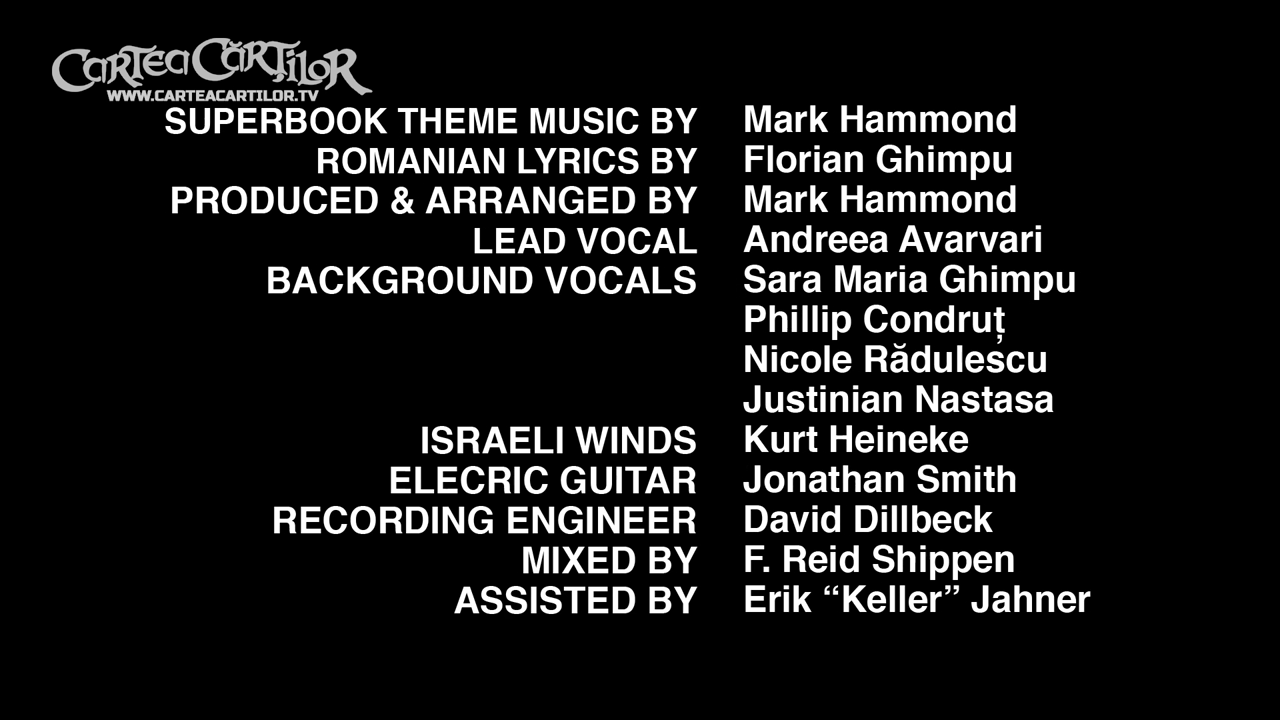 Cartea Cărților
WWW.CARTEACARTILOR.TV
SUPERBOOK THEME MUSIC BY Mark Hammond
ROMANIAN LYRICS BY Florian Ghimpu
PRODUCED & ARRANGED BY Mark Hammond
LEAD VOCAL Andreea Avarvari
BACKGROUND VOCALS Sara Maria Ghimpu
Phillip Condruț
Nicole Rădulescu
Justinian Nastasa
ISRAELI WINDS Kurt Heineke
ELECRIC GUITAR Jonathan Smith
RECORDING ENGINEER David Dillbeck
MIXED BY F. Reid Shippen
ASSISTED BY Erik “Keller” Jahner